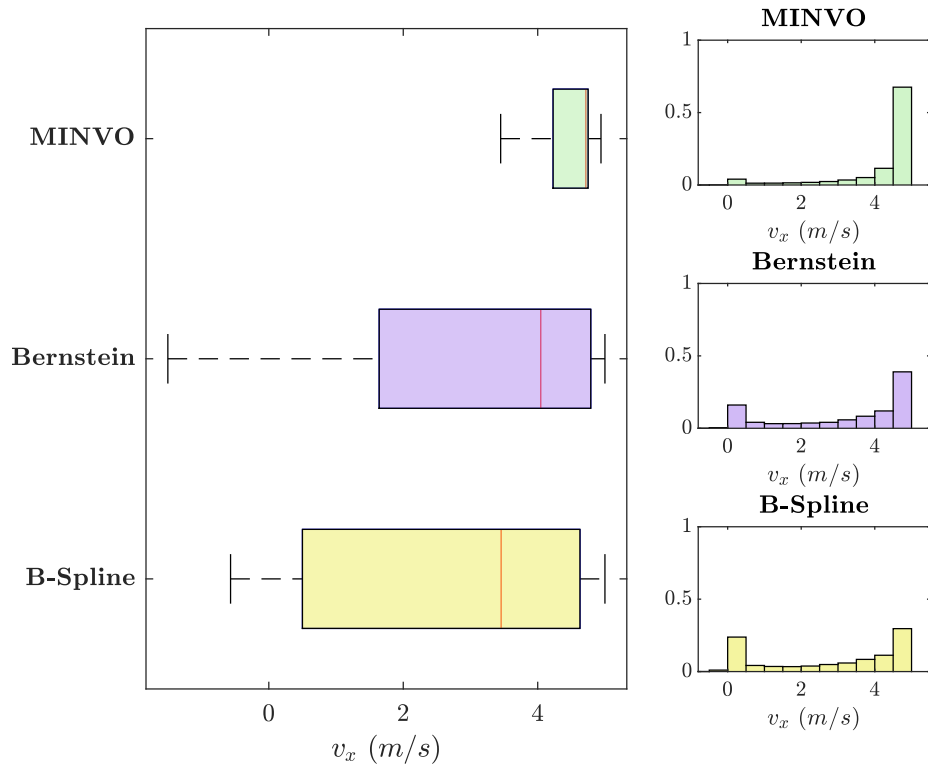 MINVO
Bernstein
B-Spline
0 2 4
v_x (m/s)
MINVO
1
0.5
0
0 2 4
v_x (m/s)
Bernstein
1
0.5
0
0 2 4
v_x (m/s)
B-Spline
1
0.5
0
0 2 4
v_x (m/s)